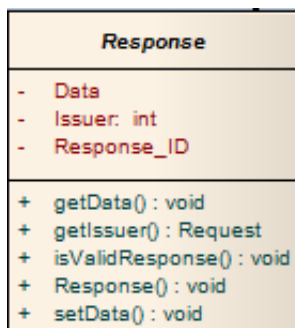 Response
- Data
- Issuer: int
- Response_ID
+ getData() : void
+ getIssuer() : Request
+ isValidResponse() : void
+ Response() : void
+ setData() : void